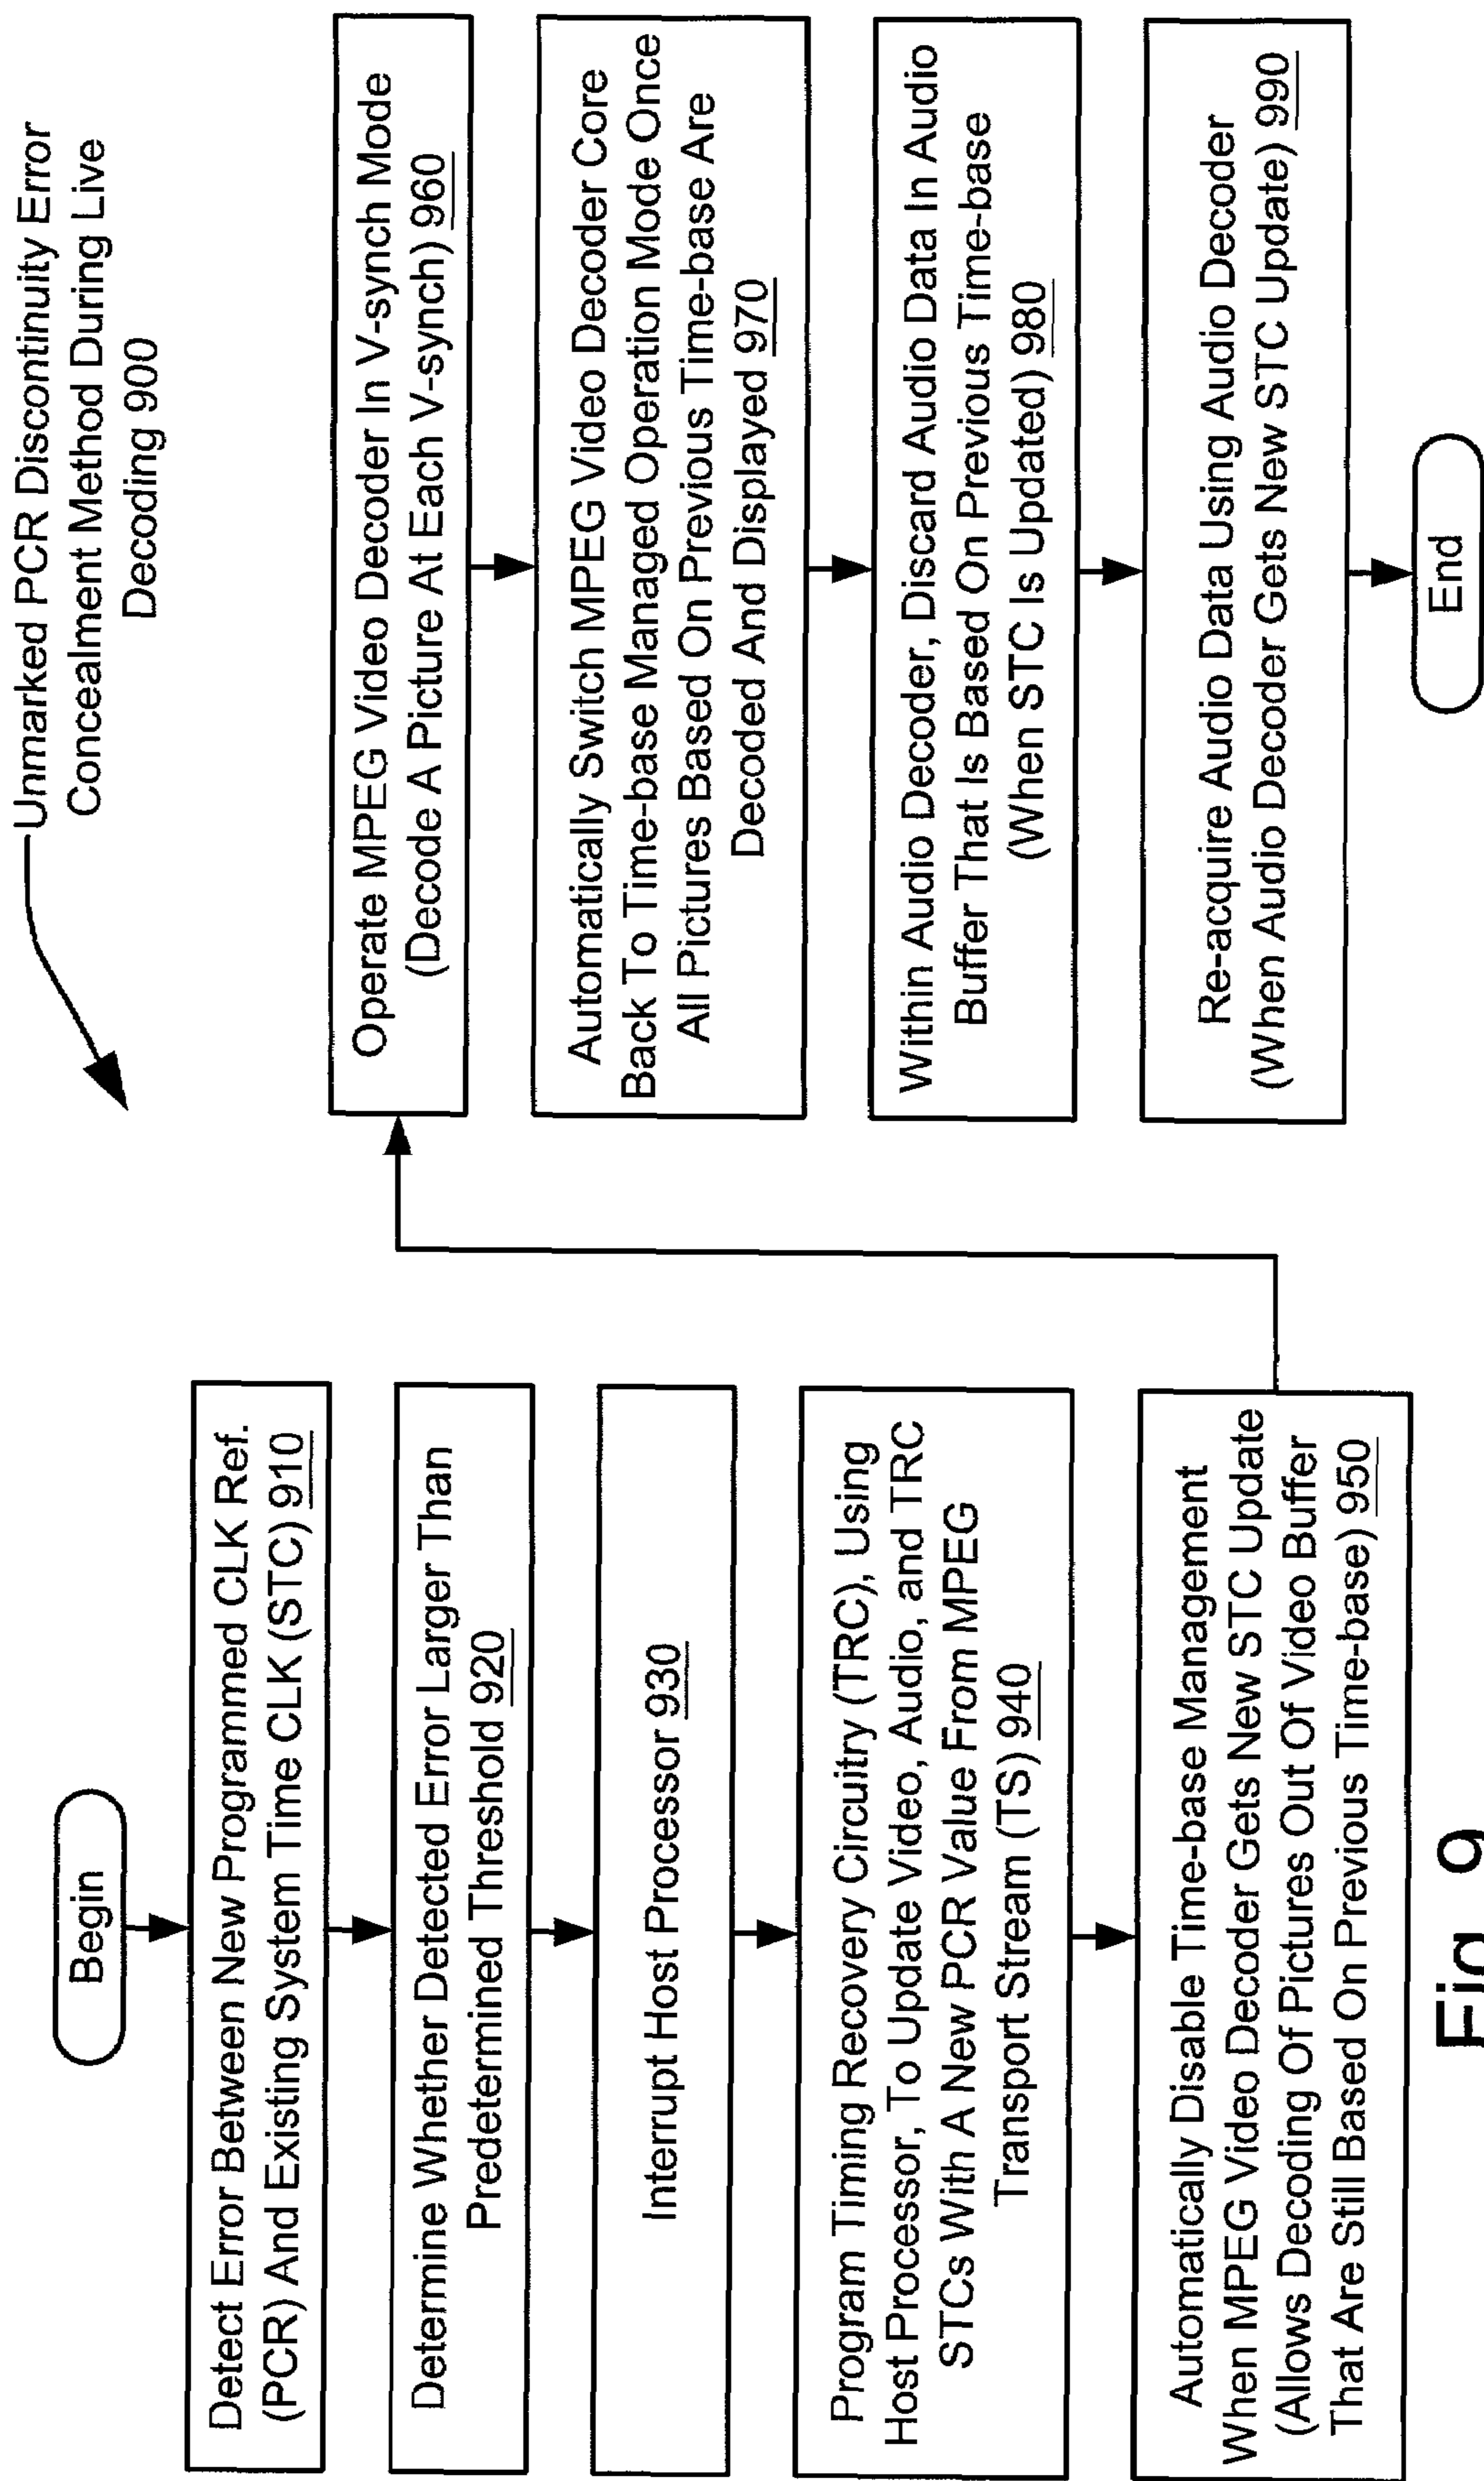 Unmarked PCR Discontinuity Error
Concealment Method During Live
Decoding 900
Begin
Detect Error Between New Programmed CLK Ref.
(PCR) And Existing System Time CLK (STC) 910
Determine Whether Detected Error Larger Than
Predetermined Threshold 920
Interrupt Host Processor 930
Program Timing Recovery Circuitry (TRC), Using
Host Processor, To Update Video, Audio, and TRC
STCs With A New PCR Value From MPEG
Transport Stream (TS) 940
Automatically Disable Time-base Management
When MPEG Video Decoder Gets New STC Update
(Allows Decoding Of Pictures Out Of Video Buffer
That Are Still Based On Previous Time-base) 950
Operate MPEG Video Decoder In V-synch Mode
(Decode A Picture At Each V-synch) 960
Automatically Switch MPEG Video Decoder Core
Back To Time-base Managed Operation Mode Once
All Pictures Based On Previous Time-base Are
Decoded And Displayed 970
Within Audio Decoder, Discard Audio Data In Audio
Buffer That Is Based On Previous Time-base
(When STC Is Updated) 980
Re-acquire Audio Data Using Audio Decoder
(When Audio Decoder Gets New STC Update) 990
End
Fig. 9